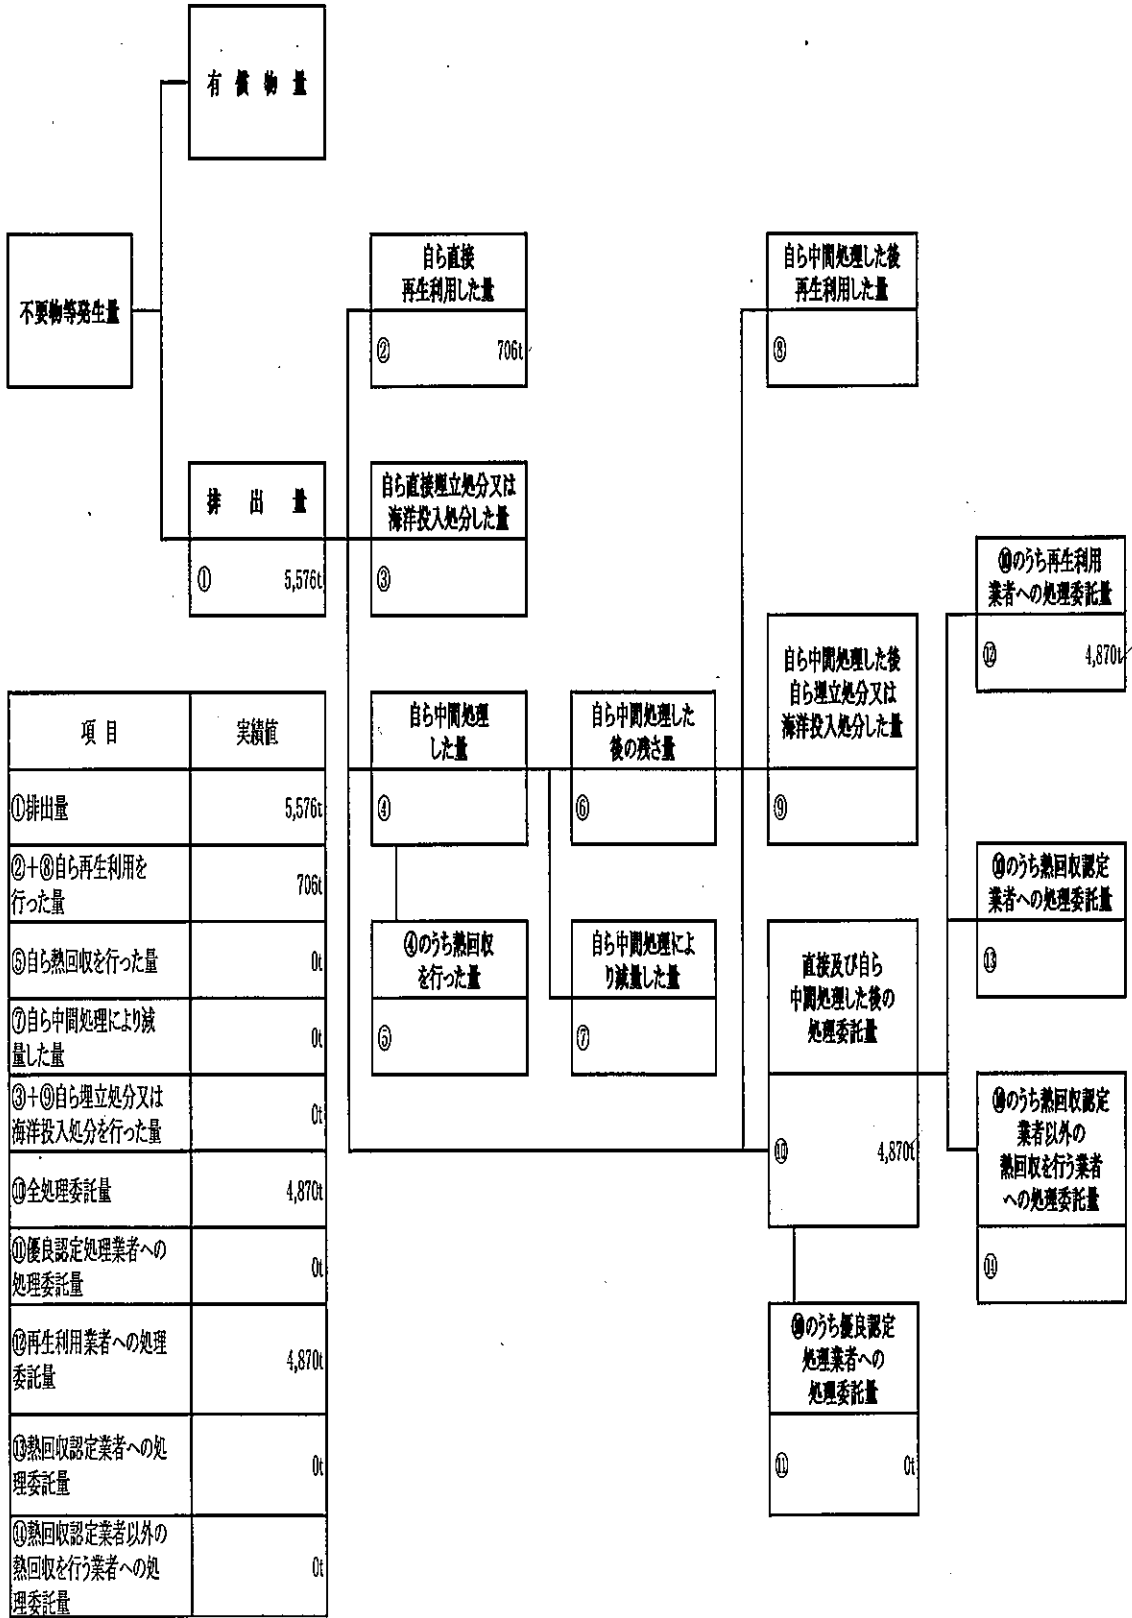 有償物量
不要物等発生量
自ら直接
再生利用した量
② 706t
自ら中間処理した後
再生利用した量
⑧
排出量
① 5,576t
自ら直接埋立処分又は
海洋投入処分した量
③
⑩のうち再生利用
業者への処理委託量
⑫ 4,870t
自ら中間処理した後
自ら埋立処分又は
海洋投入処分した量
⑨
自ら中間処理
した量
④
自ら中間処理した
後の残さ量
⑥
⑩のうち熱回収認定
業者への処理委託量
⑬
④のうち熱回収
を行った量
⑤
自ら中間処理によ
り減量した量
⑦
直接及び自ら
中間処理した後の
処理委託量
⑩ 4,870t
⑩のうち熱回収認定
業者以外の
熱回収を行う業者
への処理委託量
⑭
⑩のうち優良認定
処理業者への
処理委託量
⑪ 0t
項目 実績値
①排出量 5,576t
②+⑧自ら再生利用を
行った量 706t
⑤自ら熱回収を行った量 0t
⑦自ら中間処理により減
量した量 0t
③+⑨自ら埋立処分又は
海洋投入処分を行った量 0t
⑩全処理委託量 4,870t
⑪優良認定処理業者への
処理委託量 0t
⑫再生利用業者への処理
委託量 4,870t
⑬熱回収認定業者への処
理委託量 0t
⑭熱回収認定業者以外の
熱回収を行う業者への処
理委託量 0t